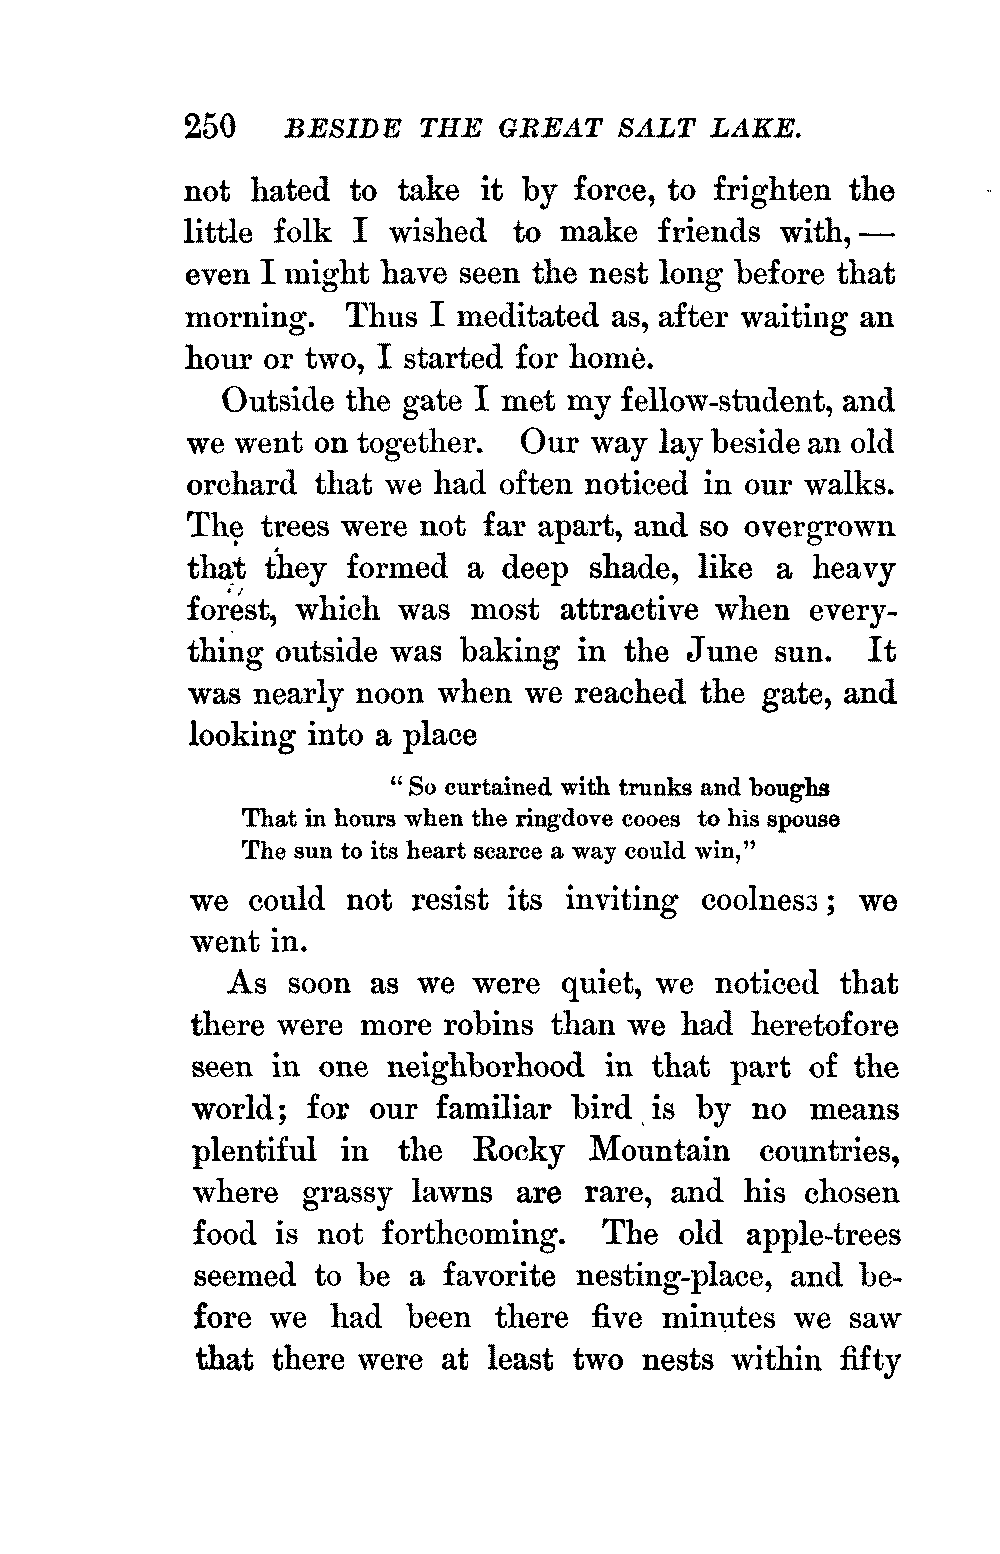 250 BESIDE THE GREAT SALT LAKE.
not hated to take it by force, to frighten the
little folk I wished to make friends with, —
even I might have seen the nest long before that
morning. Thus I meditated as, after waiting an
hour or two, I started for home.
Outside the gate I met my fellow-student, and
we went on together. Our way lay beside an old
orchard that we had often noticed in our walks.
The trees were not far apart, and so overgrown
that they formed a deep shade, like a heavy
forest, which was most attractive when every-
thing outside was baking in the June sun. It
was nearly noon when we reached the gate, and
looking into a place
“ So curtained with trunks and boughs
That in hours when the ringdove cooes to his spouse
The sun to its heart scarce a way could win,”
we could not resist its inviting coolness ; we
went in.
As soon as we were quiet, we noticed that
there were more robins than we had heretofore
seen in one neighborhood in that part of the
world; for our familiar bird is by no means
plentiful in the Rocky Mountain countries,
where grassy lawns are rare, and his chosen
food is not forthcoming. The old apple-trees
seemed to be a favorite nesting-place, and be-
fore we had been there five minutes we saw
that there were at least two nests within fifty